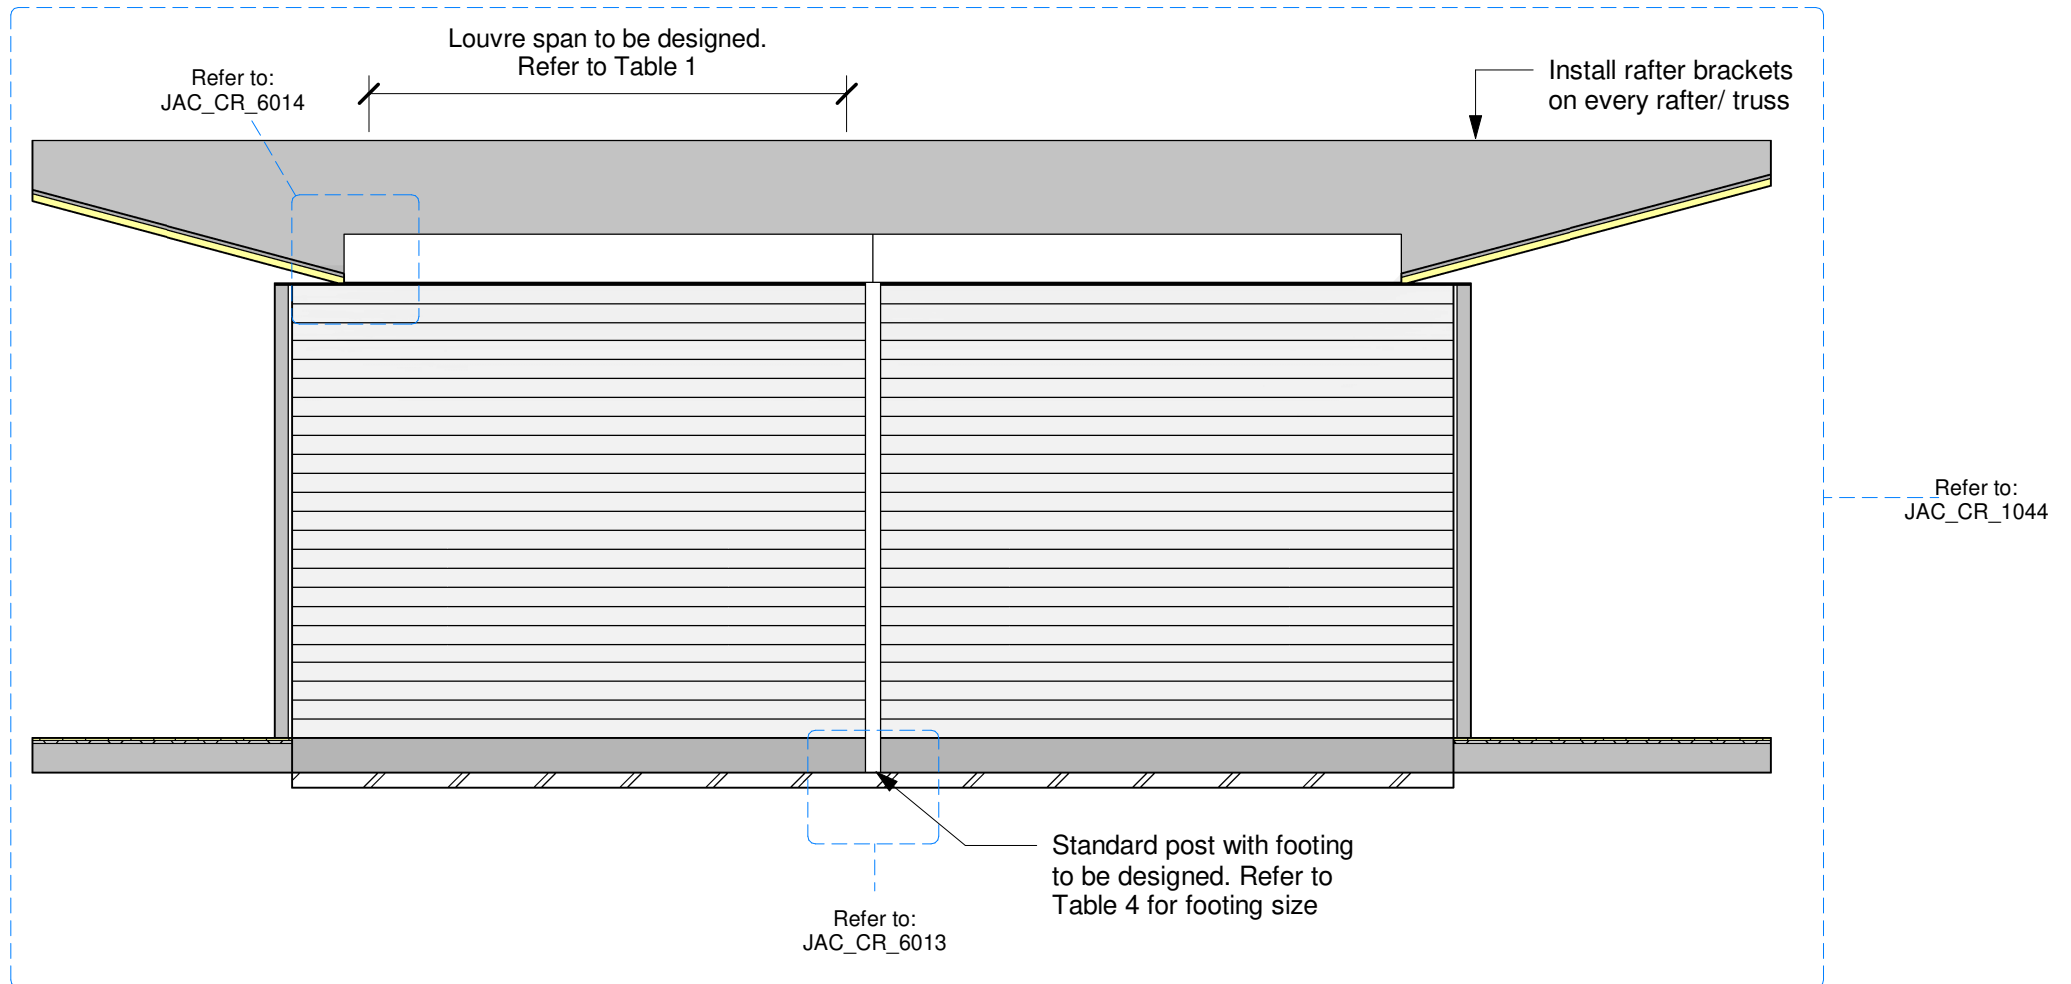 Louvre span to be designed.
Refer to Table 1
Refer to:
JAC_CR_6014
Install rafter brackets
on every rafter/ truss
Refer to:
JAC_CR_1044
Standard post with footing
to be designed. Refer to
Table 4 for footing size
Refer to:
JAC_CR_6013